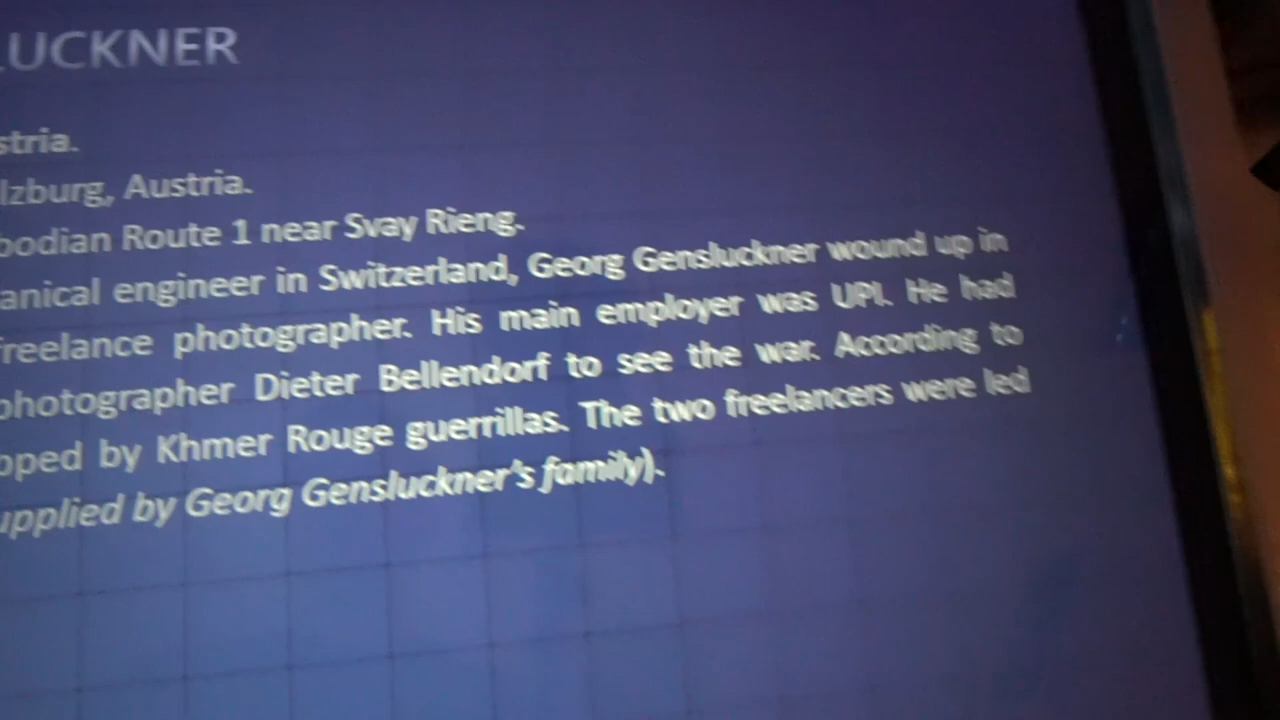 LUCKNER
stria.
lzburg, Austria.
bodian Route 1 near Svay Rieng.
anical engineer in Switzerland, Georg Gensluckner wound up in
freelance photographer. His main employer was UPI. He had
photographer Dieter Bellendorf to see the war. According to
pped by Khmer Rouge guerrillas. The two freelancers were led
upplied by Georg Gensluckner's family).